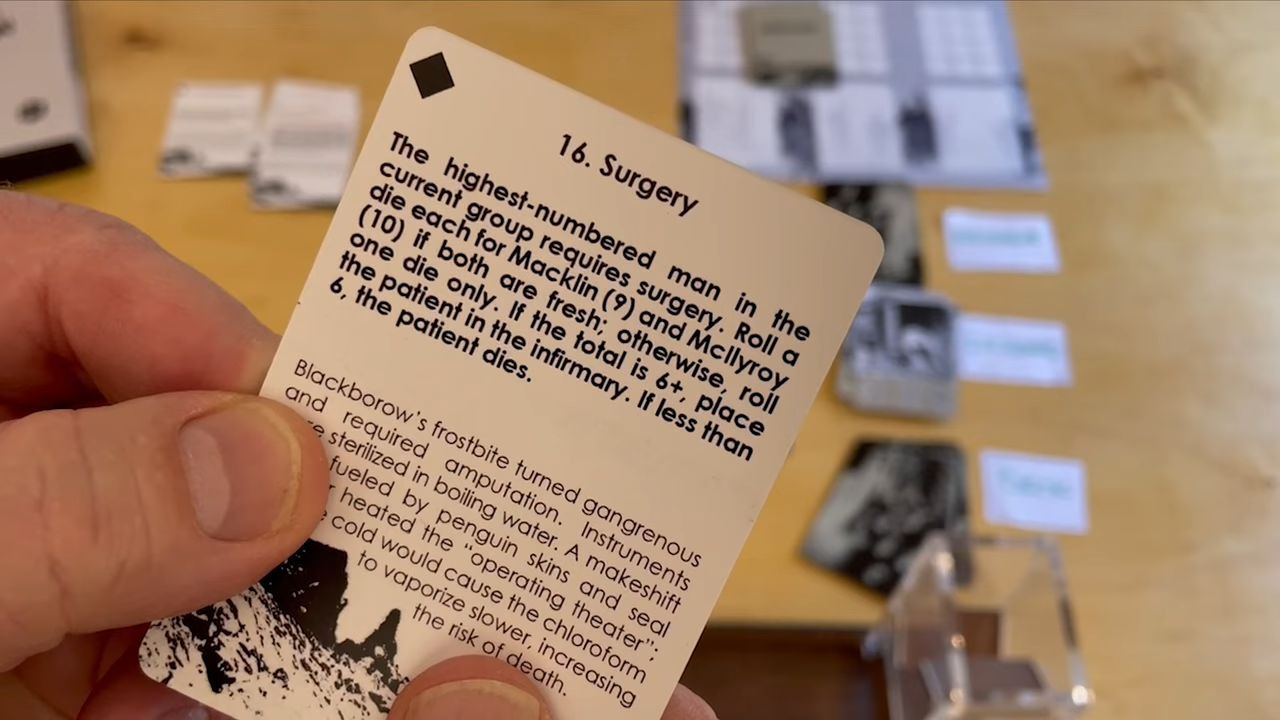 16. Surgery
The highest-numbered man in the
current group requires surgery. Roll a
die each for Macklin (9) and McIlyroy
(10) if both are fresh; otherwise, roll
one die only. If the total is 6+, place
the patient in the infirmary. If less than
6, the patient dies.
Blackborow's frostbite turned gangrenous
and required amputation. Instruments
sterilized in boiling water. A makeshift
fueled by penguin skins and seal
heated the "operating theater";
cold would cause the chloroform
to vaporize slower, increasing
the risk of death.